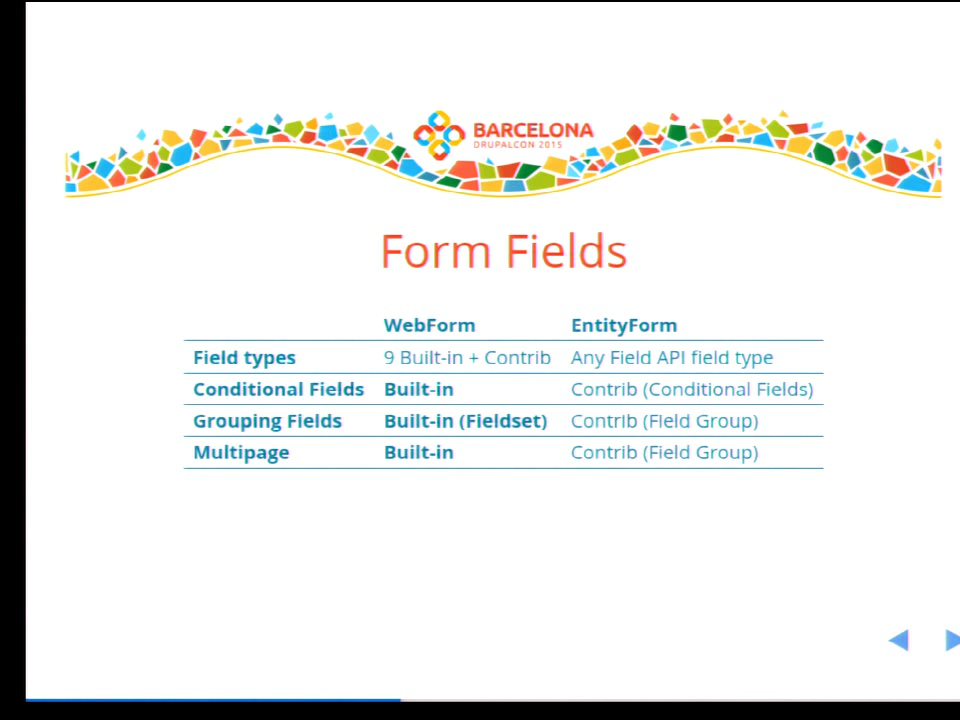 BARCELONA
DRUPALCON 2015
Form Fields
WebForm EntityForm
Field types 9 Built-in + Contrib Any Field API field type
Conditional Fields Built-in Contrib (Conditional Fields)
Grouping Fields Built-in (Fieldset) Contrib (Field Group)
Multipage Built-in Contrib (Field Group)